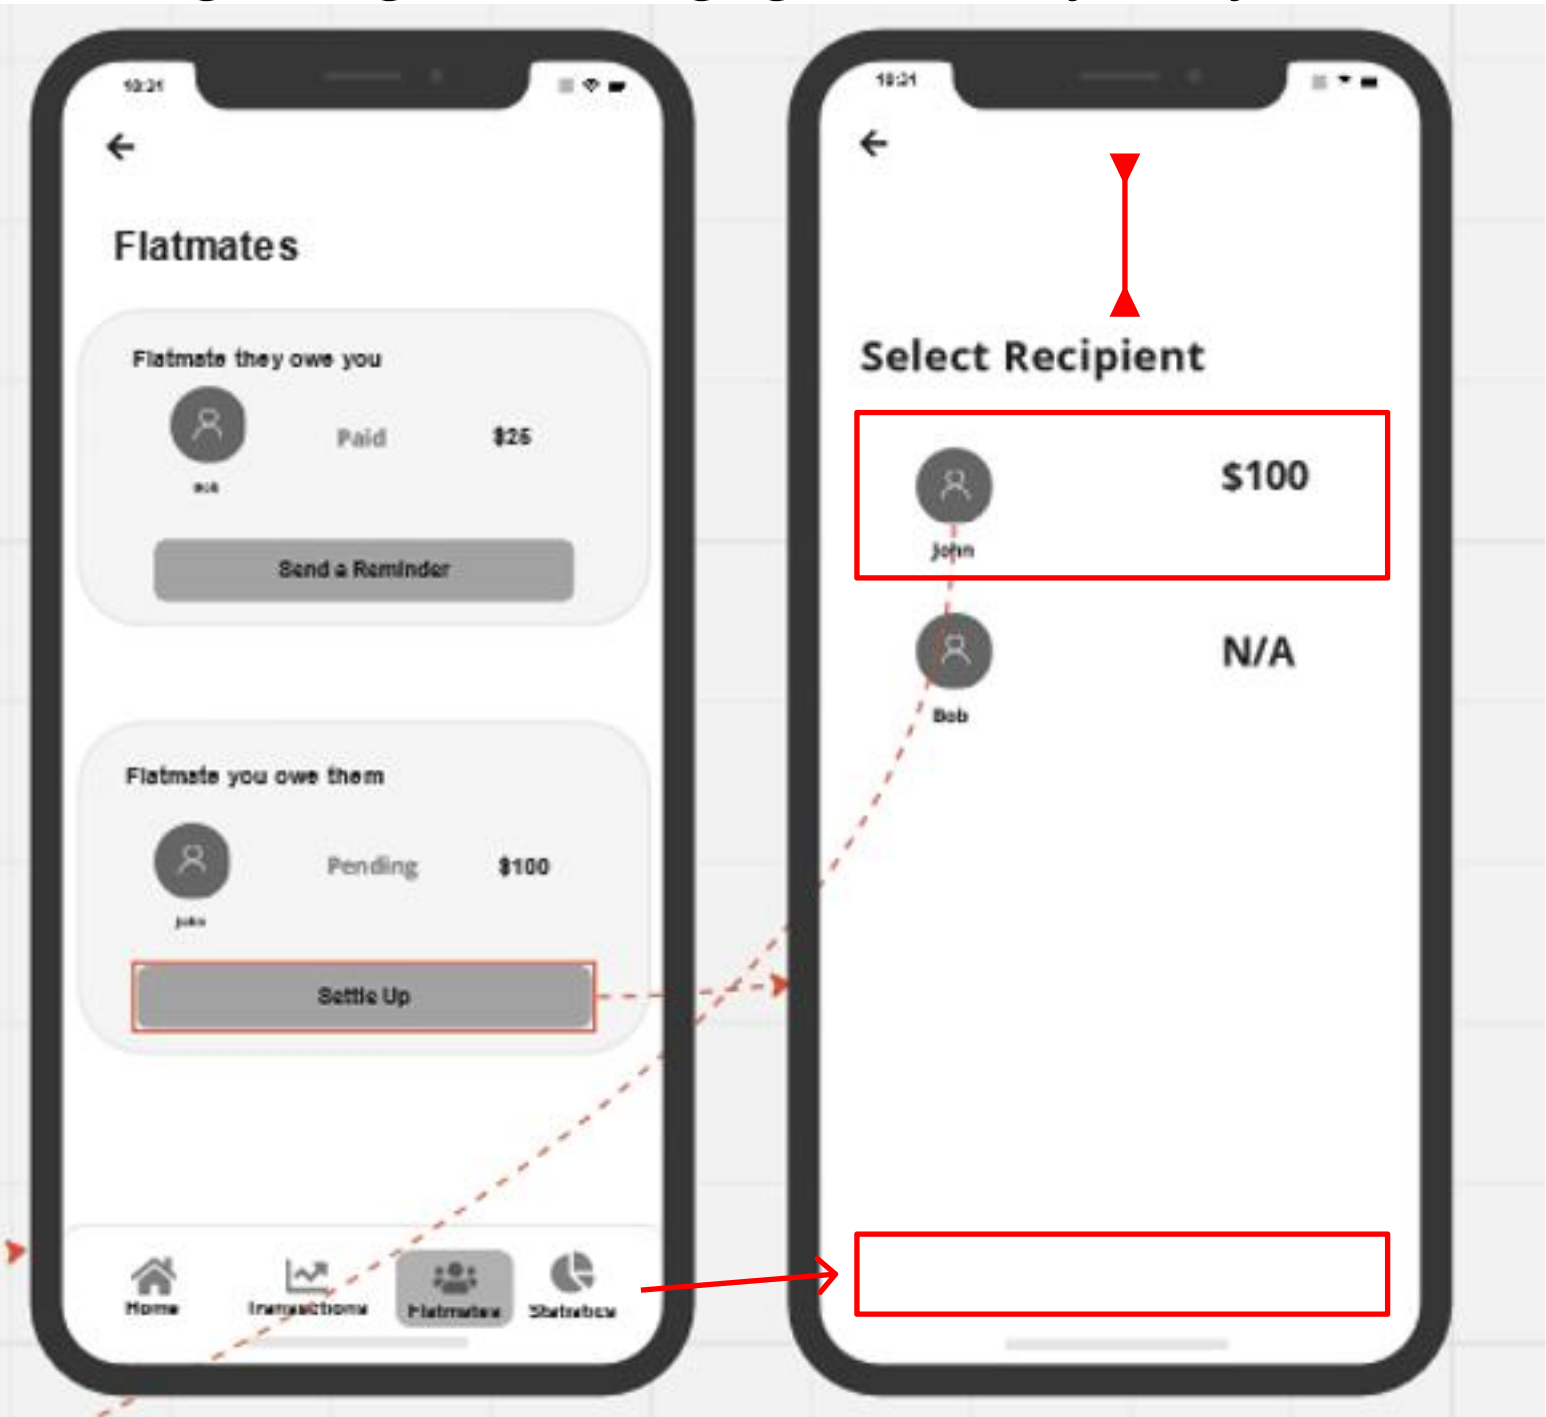 10:21
Flatmates
Flatmate they owe you
Paid $25
Bob
Send a Reminder
Flatmate you owe them
Pending $100
John
Settle Up
Home Transactions Flatmates Statistics
10:21
Select Recipient
$100
John
N/A
Bob